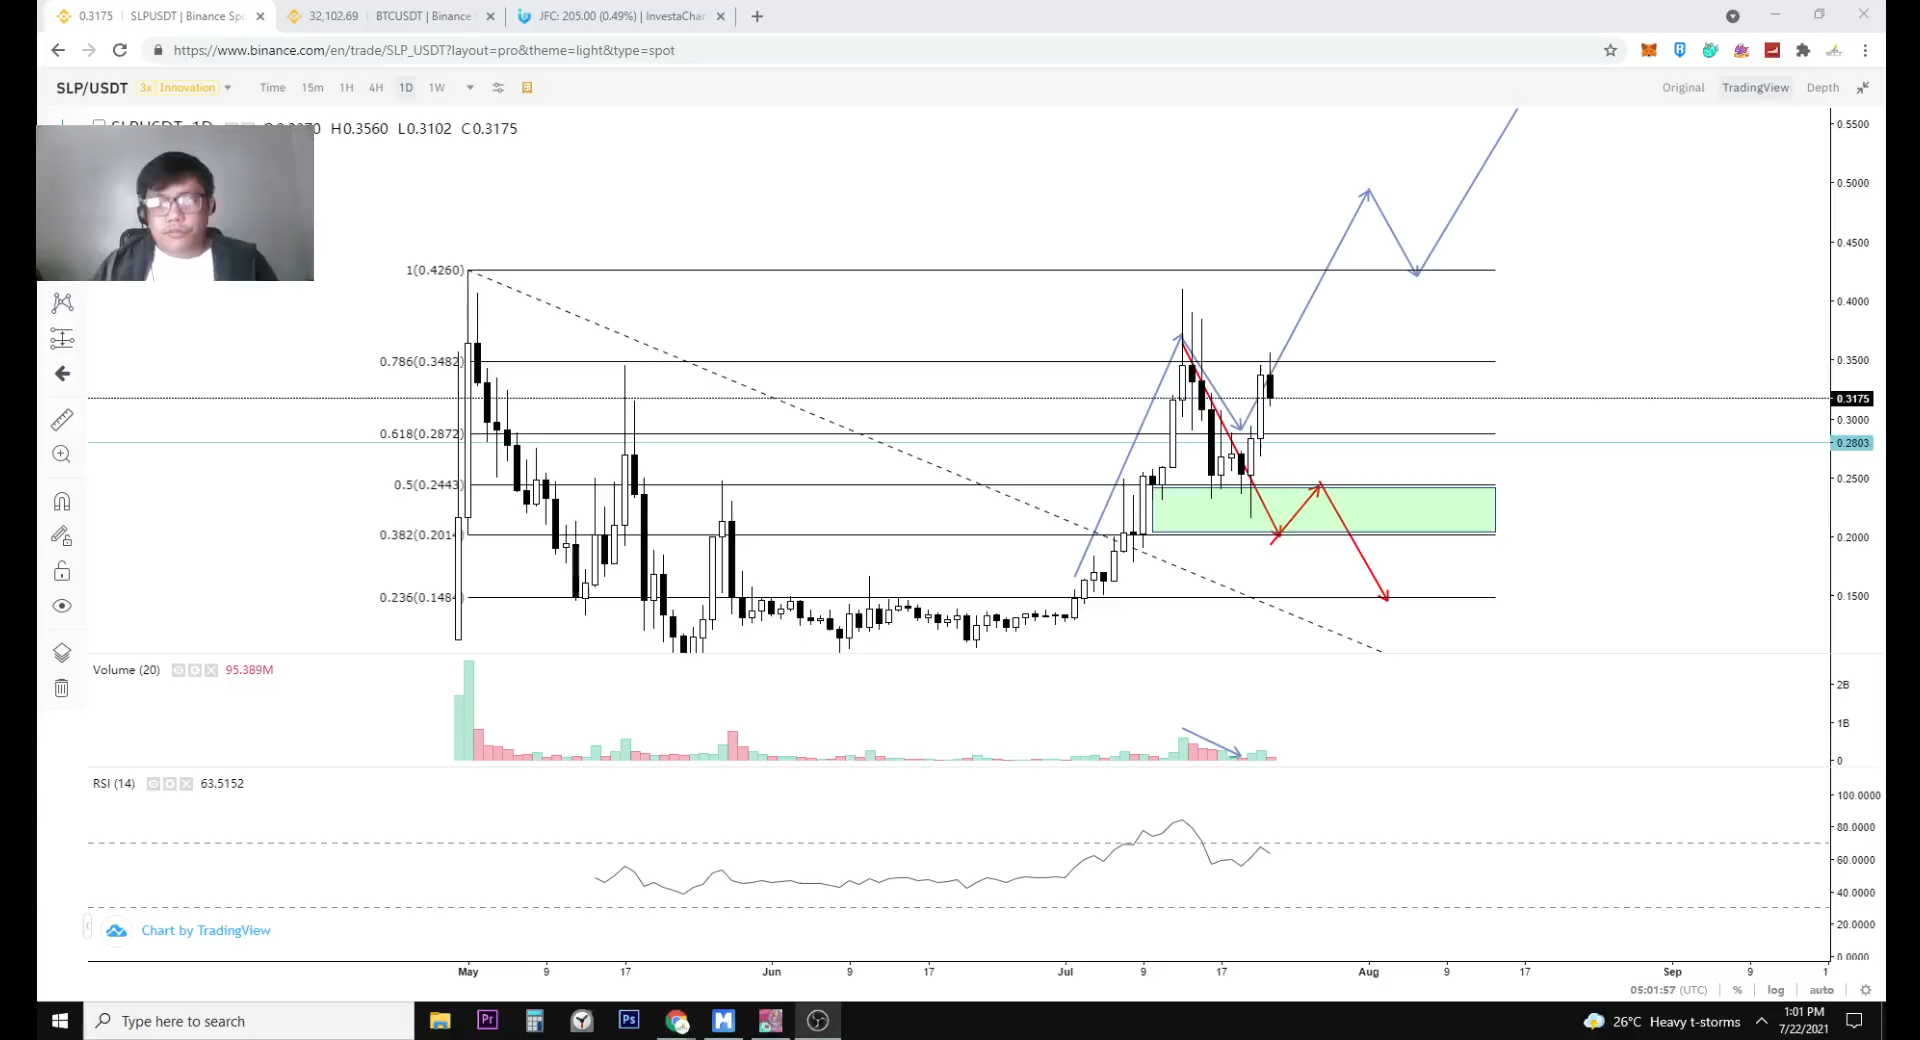 0.3175 | SLPUSDT | Binance Spo
32,102.69 | BTCUSDT | Binance
JFC: 205.00 (0.49%) | InvestaChar
https://www.binance.com/en/trade/SLP_USDT?layout=pro&theme=light&type=spot
SLP/USDT 3x Innovation Time 15m 1H 4H 1D 1W Original TradingView Depth
H0.3560 L0.3102 C0.3175
0.5500
0.5000
0.4500
1(0.4260)
0.4000
0.786(0.3482)
0.3500
0.3175
0.3000
0.618(0.2872)
0.2803
0.5(0.2443)
0.2500
0.382(0.2014)
0.2000
0.236(0.1484)
0.1500
Volume (20) 95.389M
2B
1B
0
RSI (14) 63.5152
100.0000
80.0000
60.0000
40.0000
20.0000
0.0000
Chart by TradingView
May 9 17 Jun 9 17 Jul 9 17 Aug 9 17 Sep 9 1
05:01:57 (UTC) % log auto
Type here to search
Pr
Ps
26°C Heavy t-storms
1:01 PM
7/22/2021